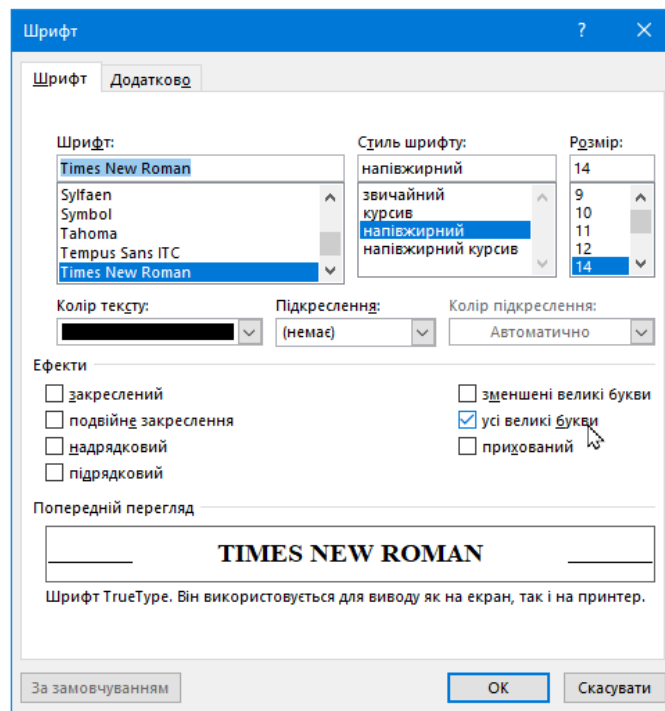 Шрифт ?
Шрифт Додатково
Шрифт: Стиль шрифту: Розмір:
Times New Roman напівжирний 14
Sylfaen звичайний 9
Symbol курсив 10
Tahoma напівжирний 11
Tempus Sans ITC напівжирний курсив 12
Times New Roman 14
Колір тексту: Підкреслення: Колір підкреслення:
(немає) Автоматично
Ефекти
закреслений зменшені великі букви
подвійне закреслення усі великі букви
надрядковий прихований
підрядковий
Попередній перегляд
TIMES NEW ROMAN
Шрифт TrueType. Він використовується для виводу як на екран, так і на принтер.
За замовчуванням ОК Скасувати